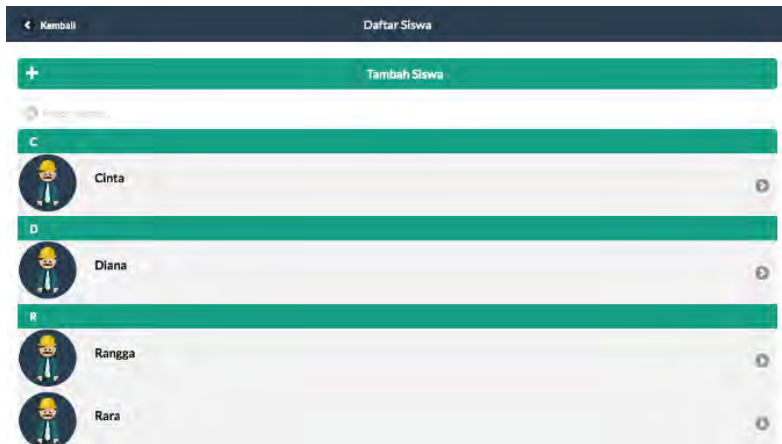 Kembali
Daftar Siswa
Tambah Siswa
C
Cinta
D
Diana
R
Rangga
Rara